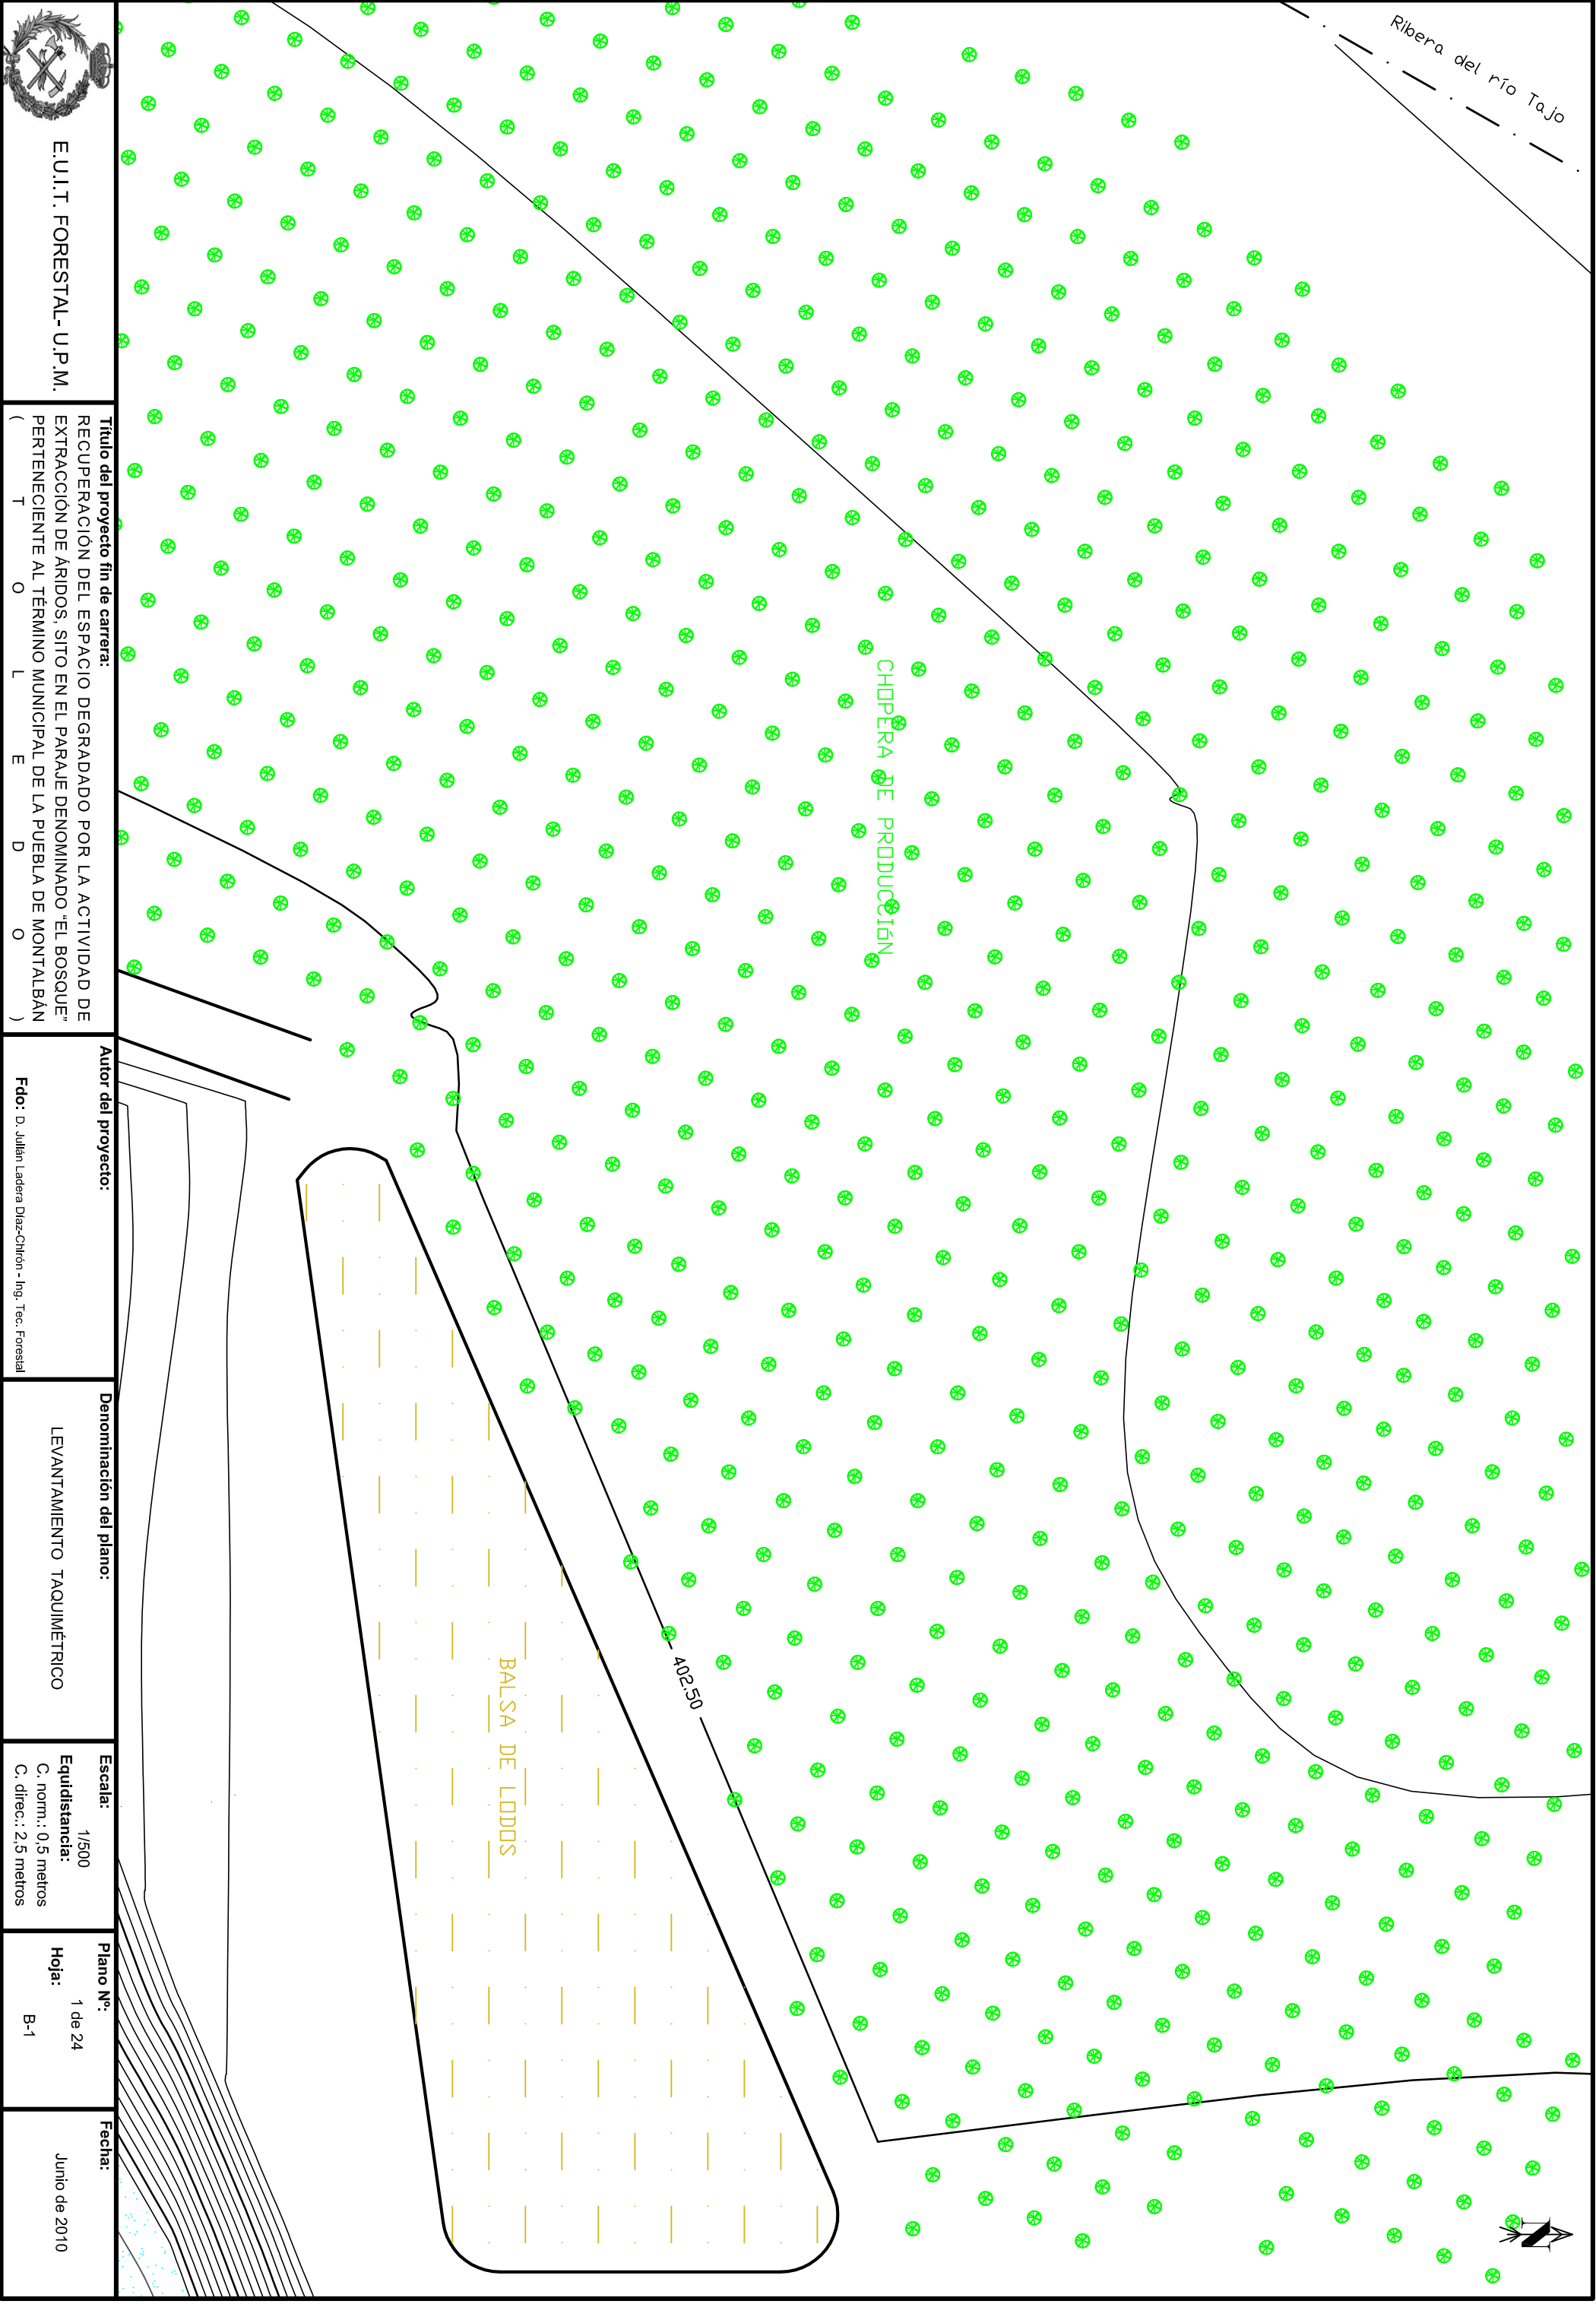 Ribera del río Tajo
CHOPERA DE PRODUCCIÓN
402.50
BALSA DE LODOS
N
E.U.I.T. FORESTAL- U.P.M.
Título del proyecto fin de carrera:
RECUPERACIÓN DEL ESPACIO DEGRADADO POR LA ACTIVIDAD DE
EXTRACCIÓN DE ÁRIDOS, SITO EN EL PARAJE DENOMINADO "EL BOSQUE"
PERTENECIENTE AL TÉRMINO MUNICIPAL DE LA PUEBLA DE MONTALBÁN
( T O L E D O )
Autor del proyecto:
Fdo: D. Julián Ladera Díaz-Chirón - Ing. Tec. Forestal
Denominación del plano:
LEVANTAMIENTO TAQUIMÉTRICO
Escala:
1/500
Equidistancia:
C. norm.: 0,5 metros
C. direc.: 2,5 metros
Plano Nº:
1 de 24
Hoja:
B-1
Fecha:
Junio de 2010